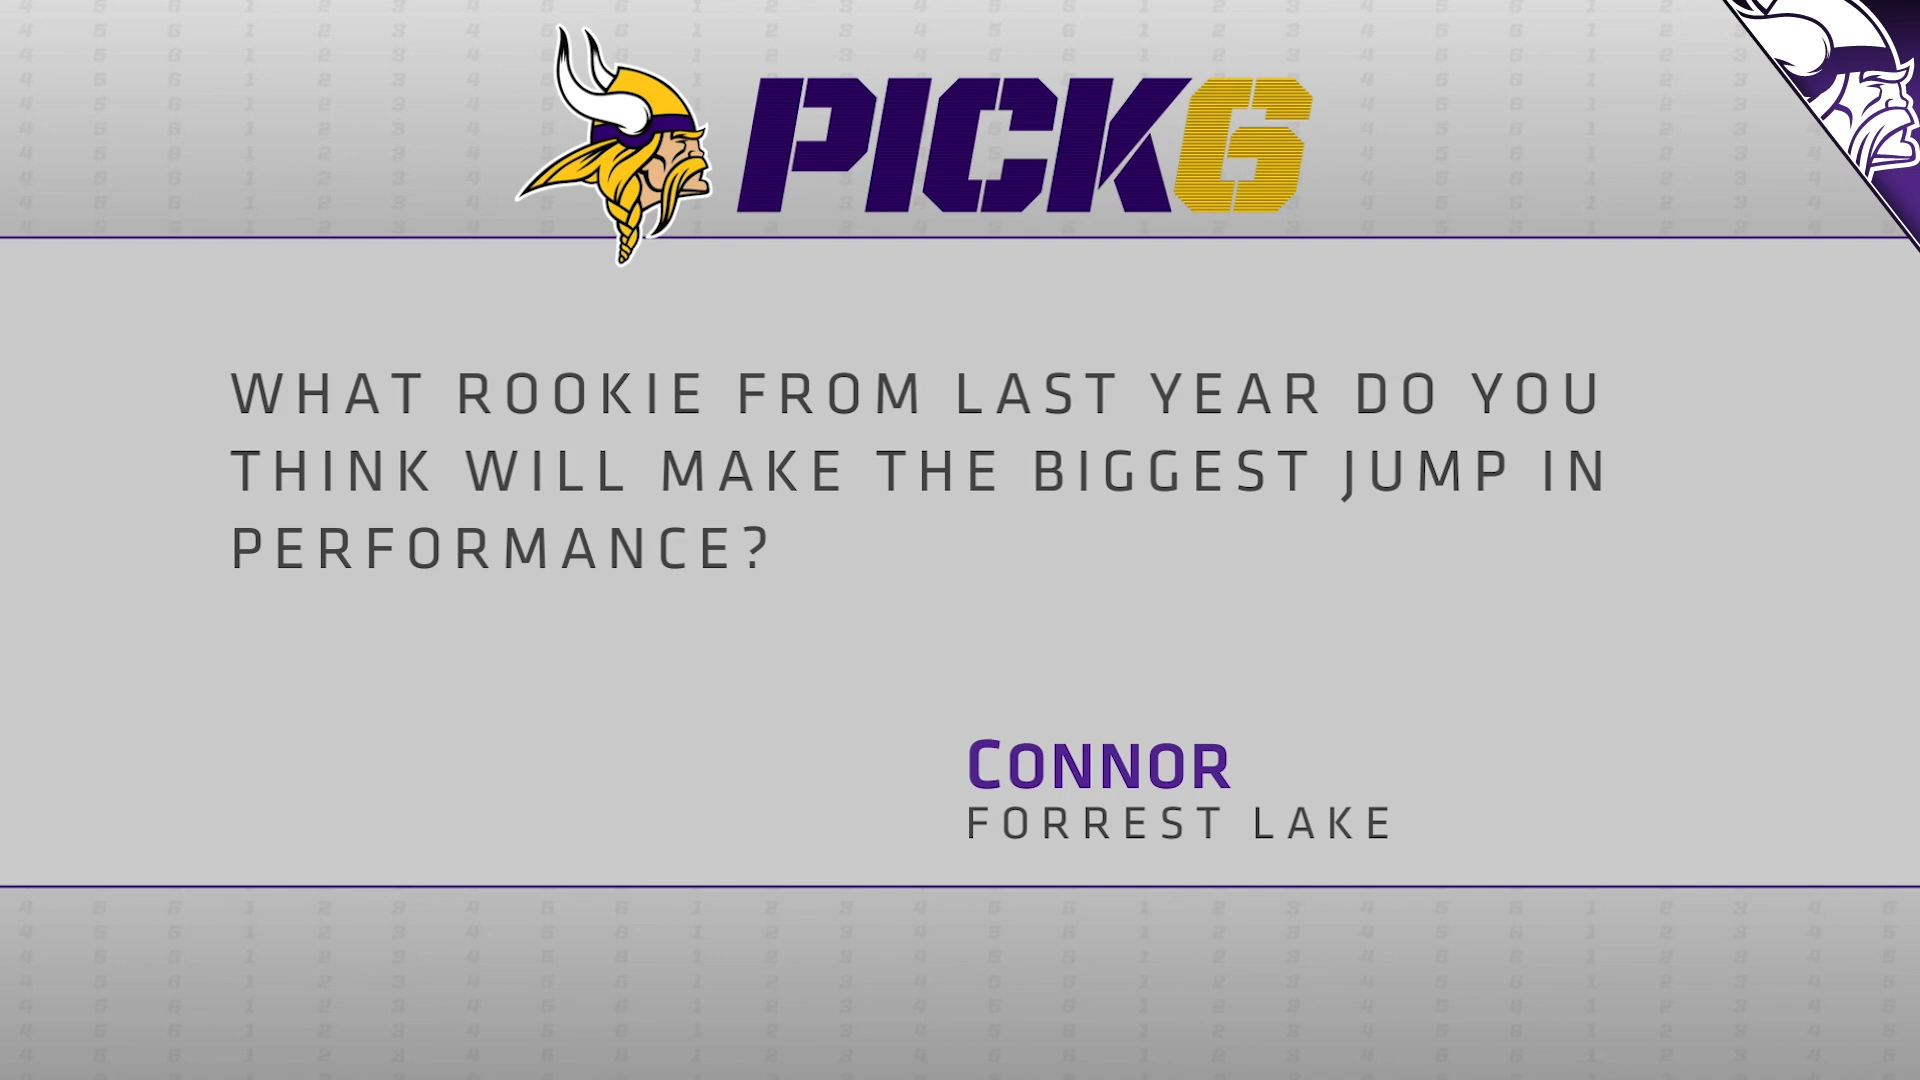 PICK6
WHAT ROOKIE FROM LAST YEAR DO YOU
THINK WILL MAKE THE BIGGEST JUMP IN
PERFORMANCE?
CONNOR
FORREST LAKE